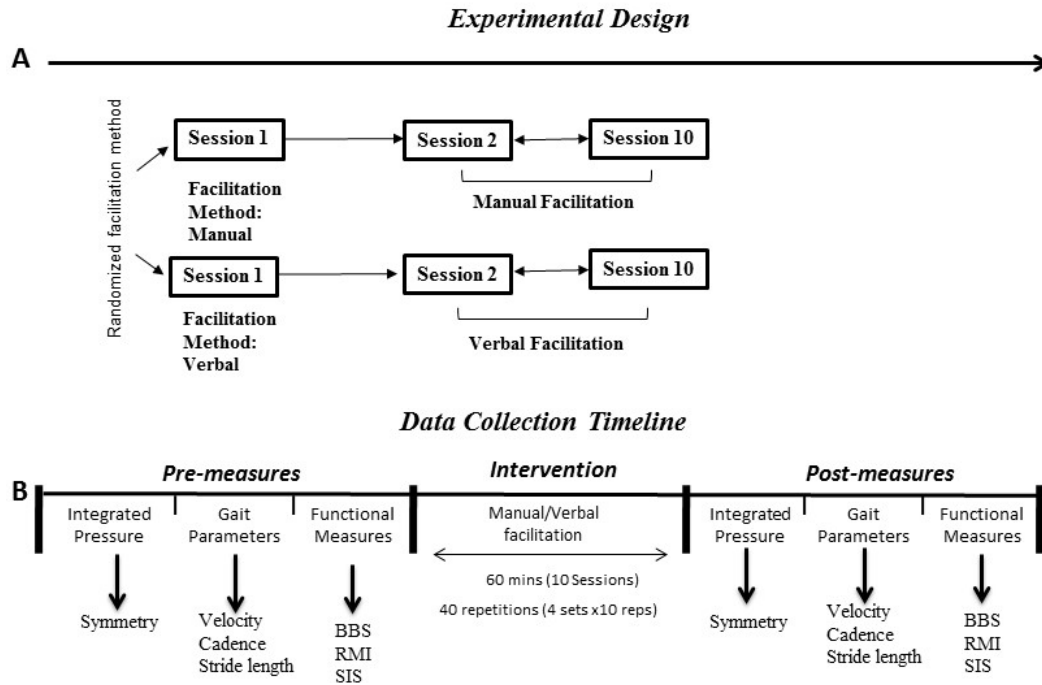 Experimental Design
A
Randomized facilitation method
Session 1
Session 2
Session 10
Facilitation
Method:
Manual
Manual Facilitation
Session 1
Session 2
Session 10
Facilitation
Method:
Verbal
Verbal Facilitation
Data Collection Timeline
B
Pre-measures
Intervention
Post-measures
Integrated
Pressure
Gait
Parameters
Functional
Measures
Manual/Verbal
facilitation
Integrated
Pressure
Gait
Parameters
Functional
Measures
60 mins (10 Sessions)
40 repetitions (4 sets x10 reps)
Symmetry
Velocity
Cadence
Stride length
BBS
RMI
SIS
Symmetry
Velocity
Cadence
Stride length
BBS
RMI
SIS